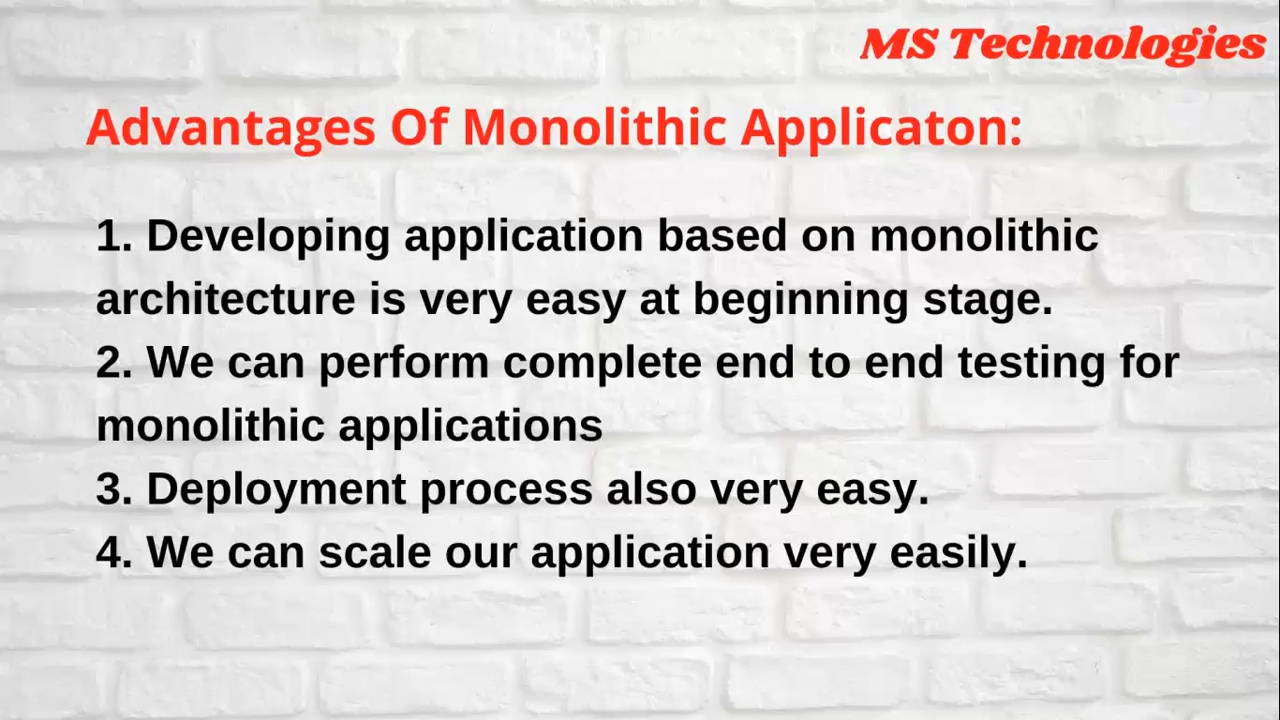 MS Technologies
Advantages Of Monolithic Applicaton:
1. Developing application based on monolithic
architecture is very easy at beginning stage.
2. We can perform complete end to end testing for
monolithic applications
3. Deployment process also very easy.
4. We can scale our application very easily.